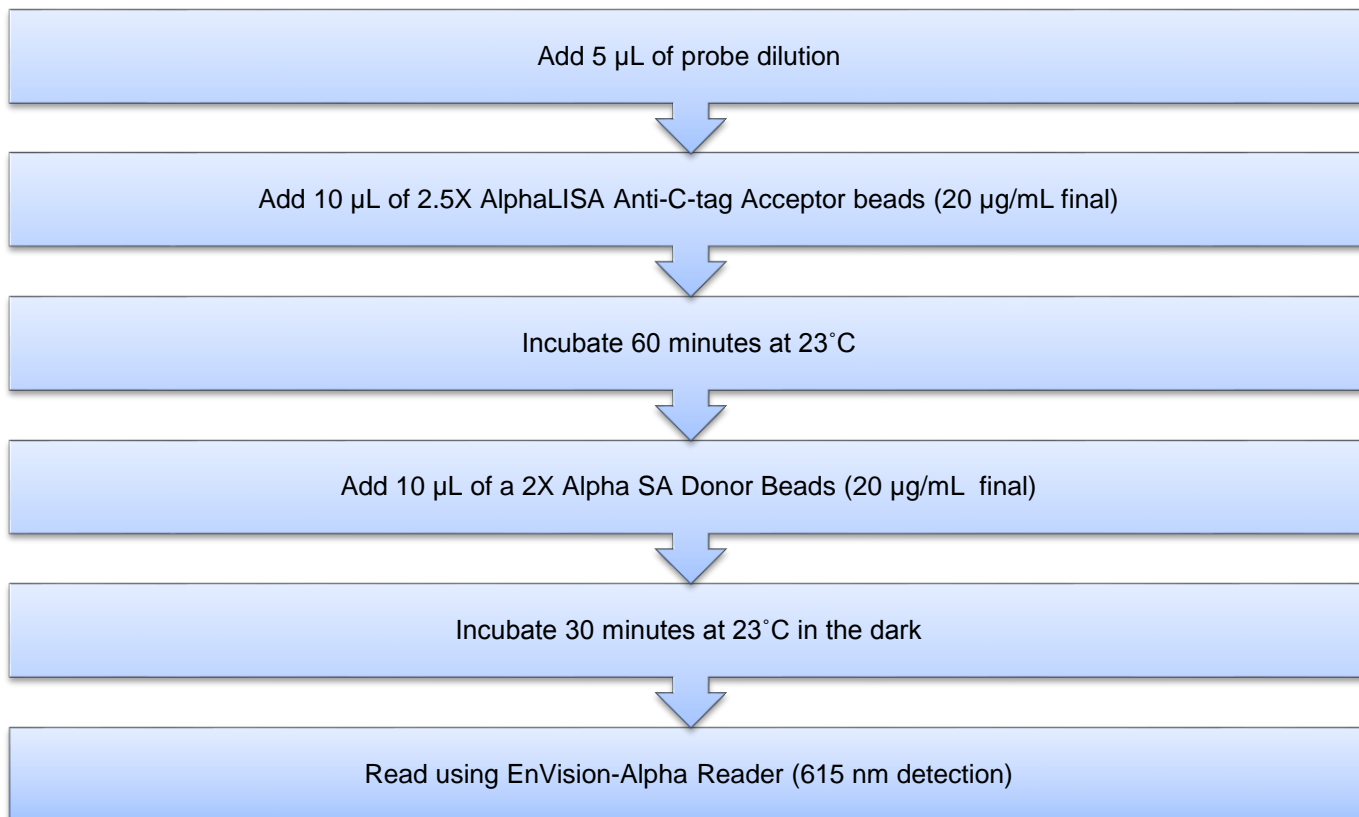 Add 5 µL of probe dilution
Add 10 µL of 2.5X AlphaLISA Anti-C-tag Acceptor beads (20 µg/mL final)
Incubate 60 minutes at 23˚C
Add 10 µL of a 2X Alpha SA Donor Beads (20 µg/mL  final)
Incubate 30 minutes at 23˚C in the dark
Read using EnVision-Alpha Reader (615 nm detection)